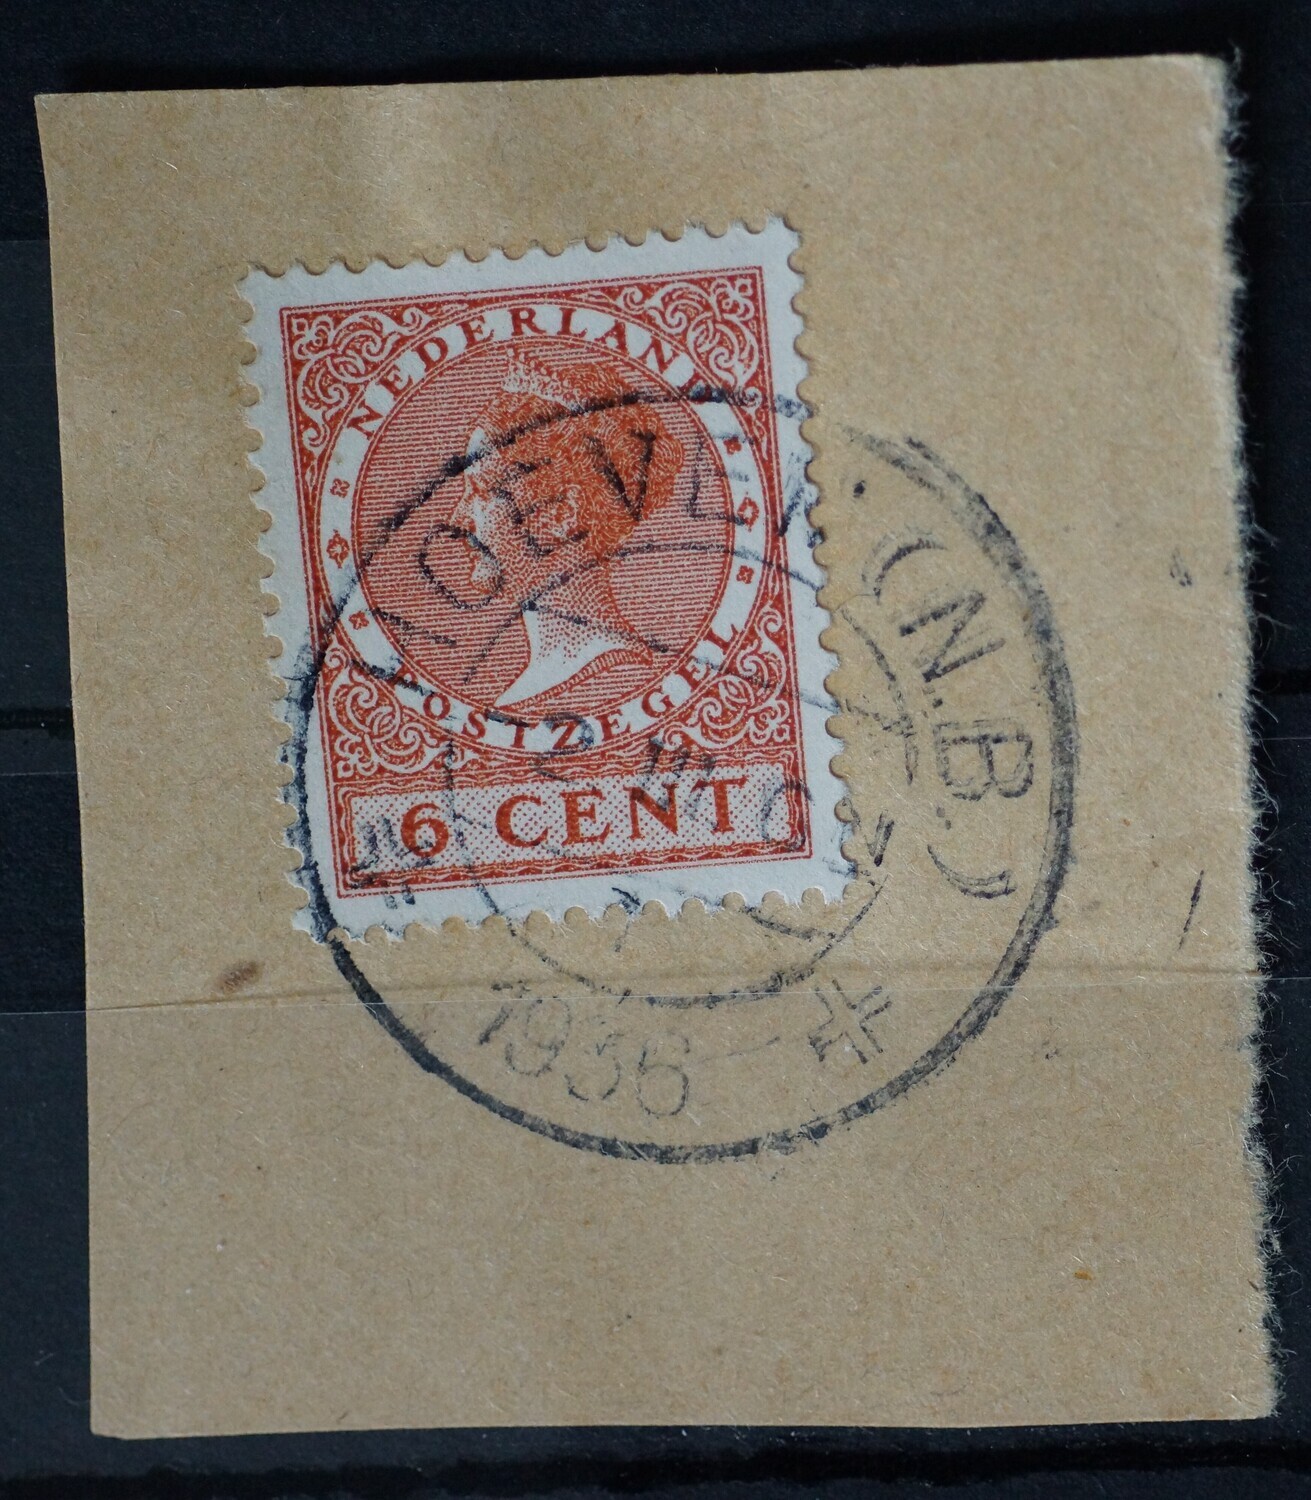 NEDERLAND
POSTZEGEL
6 CENT
(N.B.)
1936